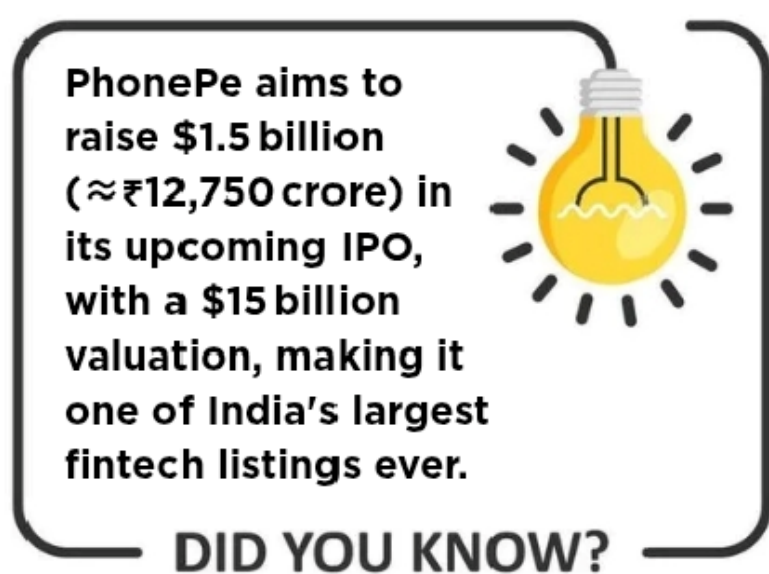 PhonePe aims to
raise $1.5 billion
(≈₹12,750 crore) in
its upcoming IPO,
with a $15 billion
valuation, making it
one of India's largest
fintech listings ever.
DID YOU KNOW?